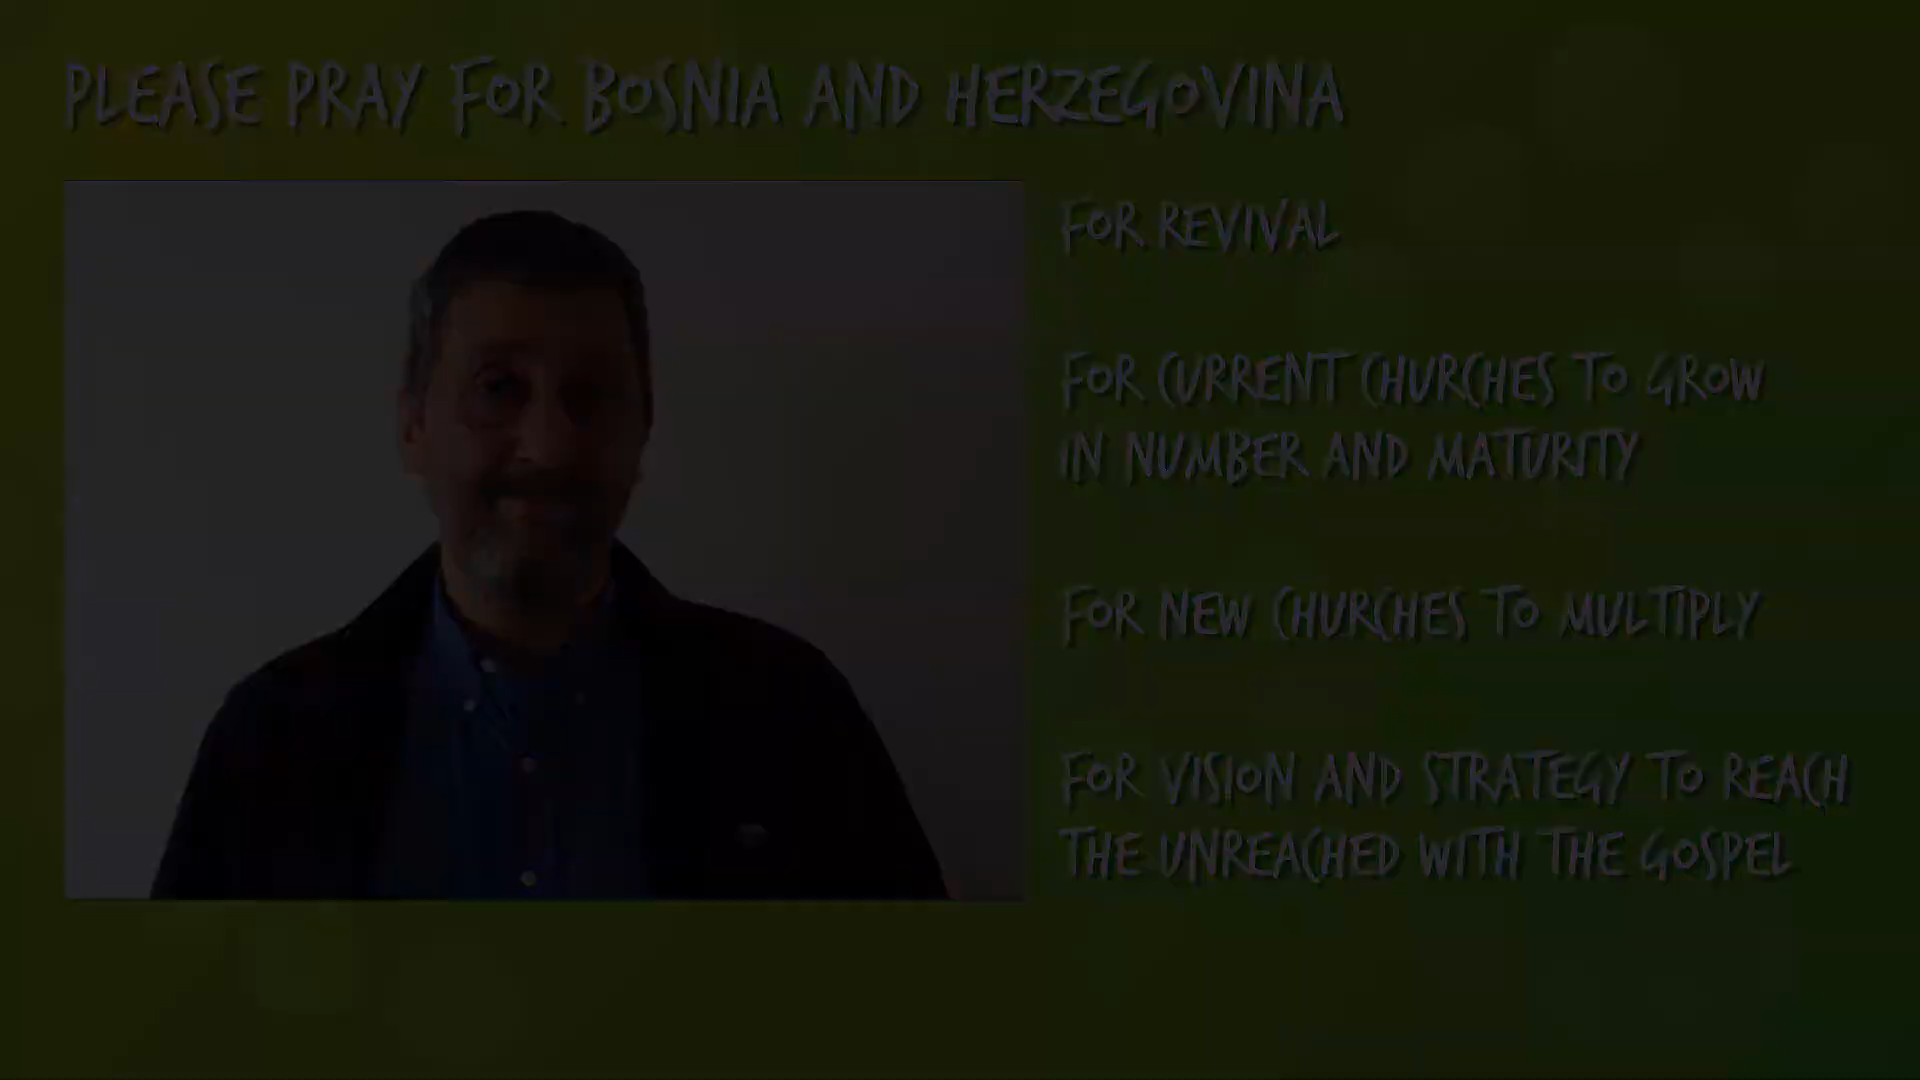 PLEASE PRAY FOR BOSNIA AND HERZEGOVINA
FOR REVIVAL
FOR CURRENT CHURCHES TO GROW
IN NUMBER AND MATURITY
FOR NEW CHURCHES TO MULTIPLY
FOR VISION AND STRATEGY TO REACH
THE UNREACHED WITH THE GOSPEL